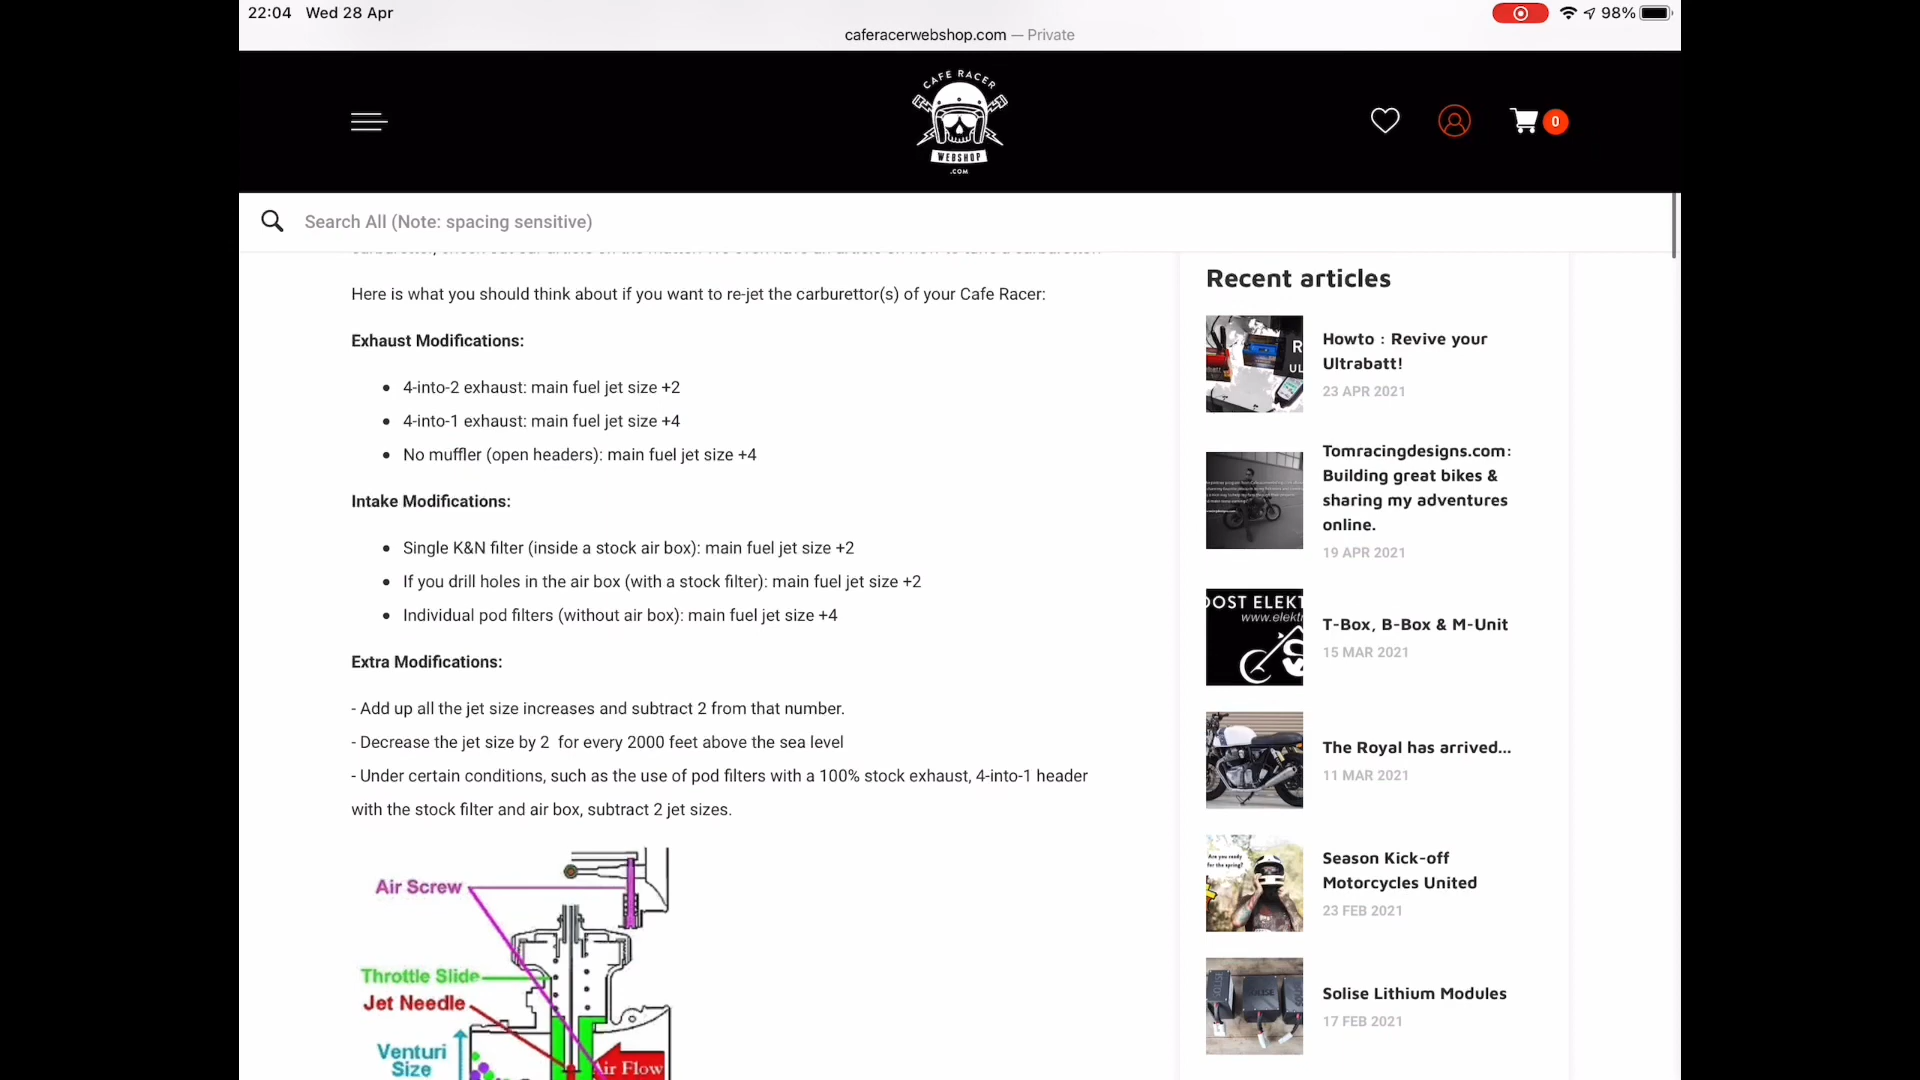 22:04 Wed 28 Apr
98%
caferacerwebshop.com — Private
CAFE RACER
WEBSHOP
.COM
0
Search All (Note: spacing sensitive)
Here is what you should think about if you want to re-jet the carburettor(s) of your Cafe Racer:
Exhaust Modifications:
• 4-into-2 exhaust: main fuel jet size +2
• 4-into-1 exhaust: main fuel jet size +4
• No muffler (open headers): main fuel jet size +4
Intake Modifications:
• Single K&N filter (inside a stock air box): main fuel jet size +2
• If you drill holes in the air box (with a stock filter): main fuel jet size +2
• Individual pod filters (without air box): main fuel jet size +4
Extra Modifications:
- Add up all the jet size increases and subtract 2 from that number.
- Decrease the jet size by 2  for every 2000 feet above the sea level
- Under certain conditions, such as the use of pod filters with a 100% stock exhaust, 4-into-1 header
with the stock filter and air box, subtract 2 jet sizes.
Air Screw
Throttle Slide
Jet Needle
Venturi
Size
Air Flow
Recent articles
Howto : Revive your
Ultrabatt!
23 APR 2021
Tomracingdesigns.com:
Building great bikes &
sharing my adventures
online.
19 APR 2021
OOST ELEKT
www.elektr
T-Box, B-Box & M-Unit
15 MAR 2021
The Royal has arrived...
11 MAR 2021
Are you ready
for the spring?
Season Kick-off
Motorcycles United
23 FEB 2021
SOLISE
Solise Lithium Modules
17 FEB 2021